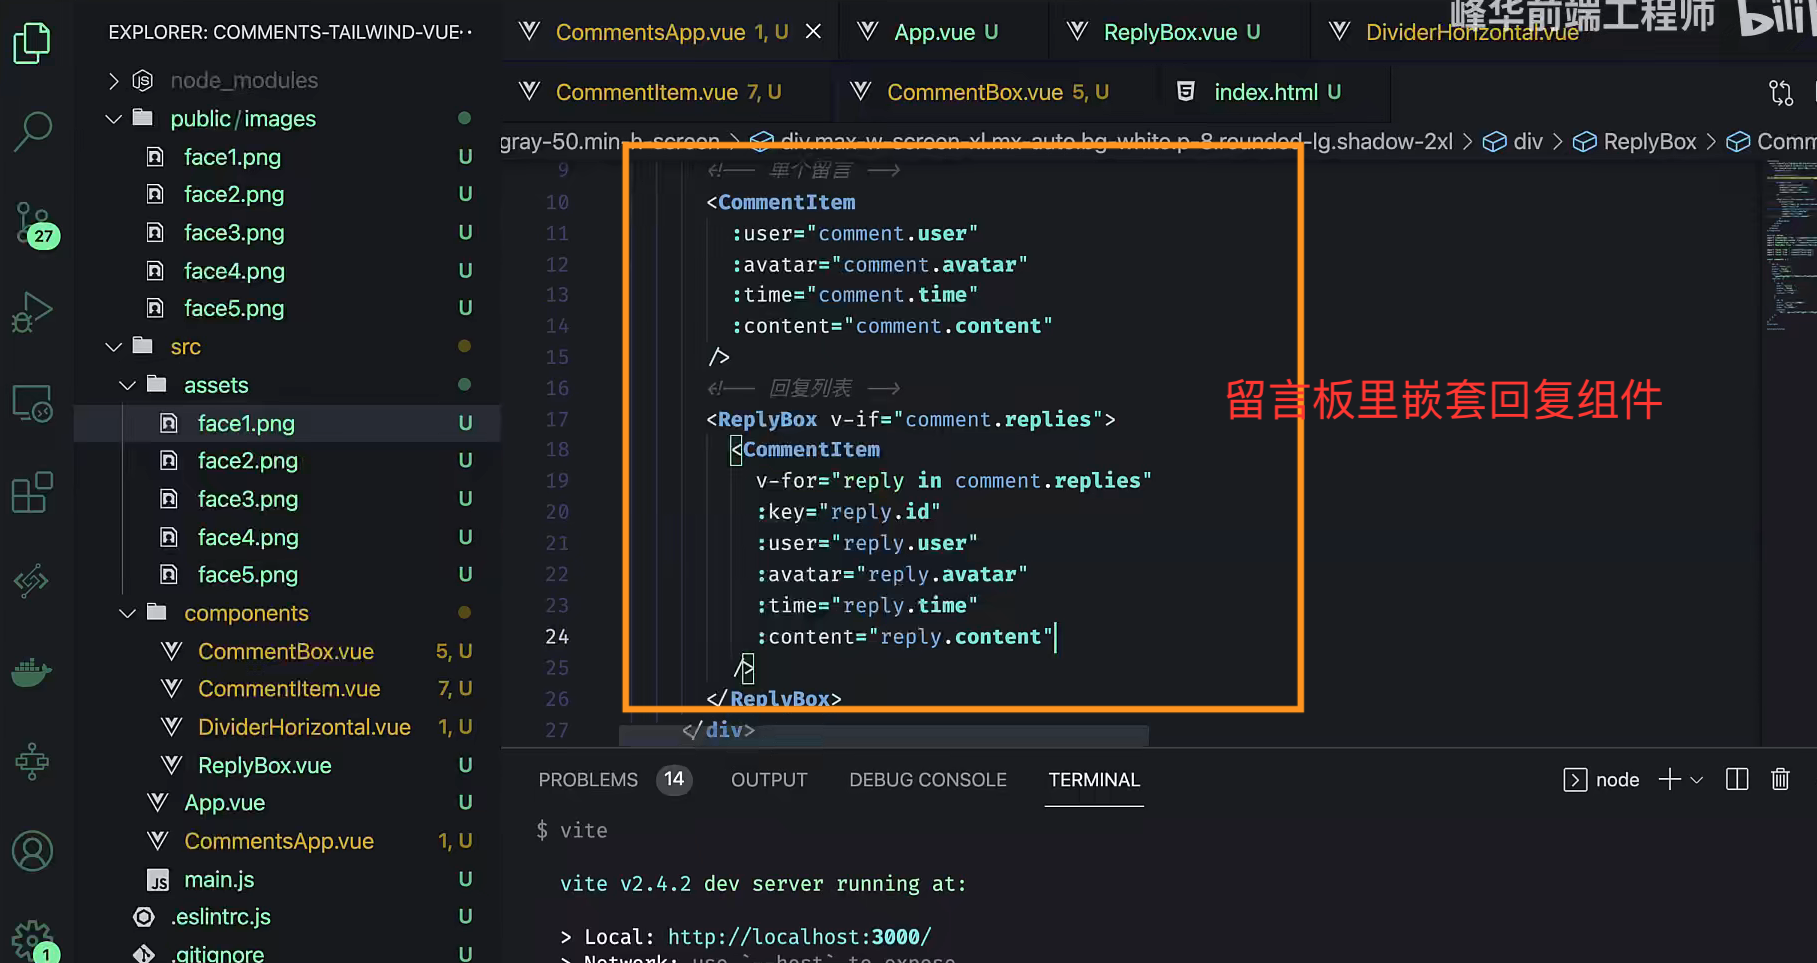 EXPLORER: COMMENTS-TAILWIND-VUE··
node_modules
public/images
face1.png U
face2.png U
face3.png U
face4.png U
face5.png U
src
assets
face1.png U
face2.png U
face3.png U
face4.png U
face5.png U
components
CommentBox.vue 5, U
CommentItem.vue 7, U
DividerHorizontal.vue 1, U
ReplyBox.vue U
App.vue U
CommentsApp.vue 1, U
main.js U
.eslintrc.js U
.gitignore U
27
1
CommentsApp.vue 1, U
App.vue U
ReplyBox.vue U
DividerHorizontal.vue
峰华前端工程师 bili
CommentItem.vue 7, U
CommentBox.vue 5, U
index.html U
gray-50.min-h-screen > div.max-w-screen-xl.mx-auto.bg-white.p-8.rounded-lg.shadow-2xl > div > ReplyBox > Comm
9 <!-- 单个留言 -->
10 <CommentItem
11 :user="comment.user"
12 :avatar="comment.avatar"
13 :time="comment.time"
14 :content="comment.content"
15 />
16 <!-- 回复列表 -->
17 <ReplyBox v-if="comment.replies">
18 <CommentItem
19 v-for="reply in comment.replies"
20 :key="reply.id"
21 :user="reply.user"
22 :avatar="reply.avatar"
23 :time="reply.time"
24 :content="reply.content"
25 />
26 </ReplyBox>
27 </div>
留言板里嵌套回复组件
PROBLEMS 14 OUTPUT DEBUG CONSOLE TERMINAL
node
$ vite
vite v2.4.2 dev server running at:
> Local: http://localhost:3000/
> Network: use `--host` to expose